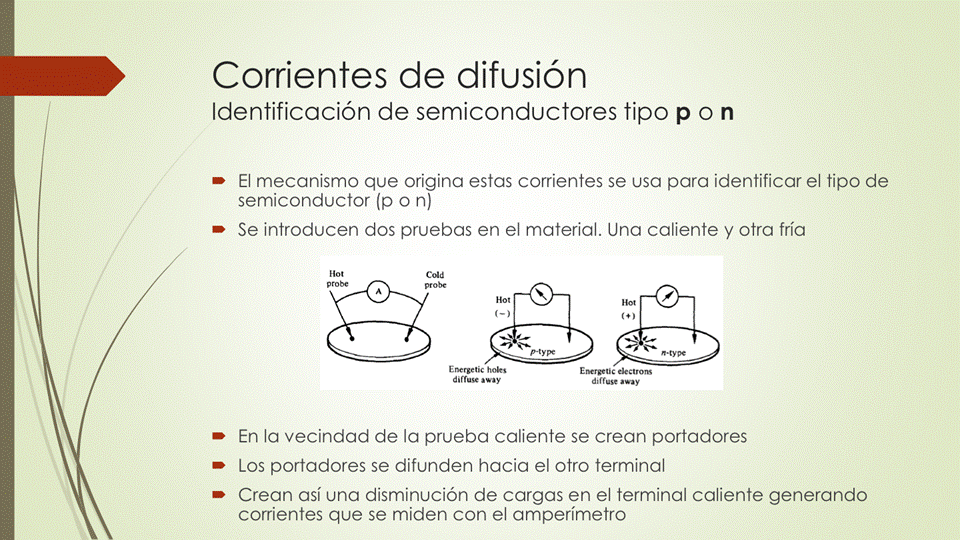 Corrientes de difusión
Identificación de semiconductores tipo p o n
El mecanismo que origina estas corrientes se usa para identificar el tipo de
semiconductor (p o n)
Se introducen dos pruebas en el material. Una caliente y otra fría
Hot
probe
A
Cold
probe
Hot
(−)
p-type
Energetic holes
diffuse away
Hot
(+)
n-type
Energetic electrons
diffuse away
En la vecindad de la prueba caliente se crean portadores
Los portadores se difunden hacia el otro terminal
Crean así una disminución de cargas en el terminal caliente generando
corrientes que se miden con el amperímetro